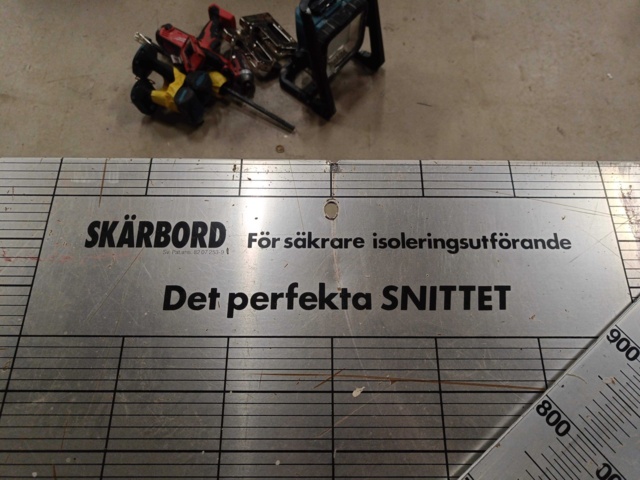 SKÄRBORD För säkrare isoleringsutförande
Det perfekta SNITTET
900
800